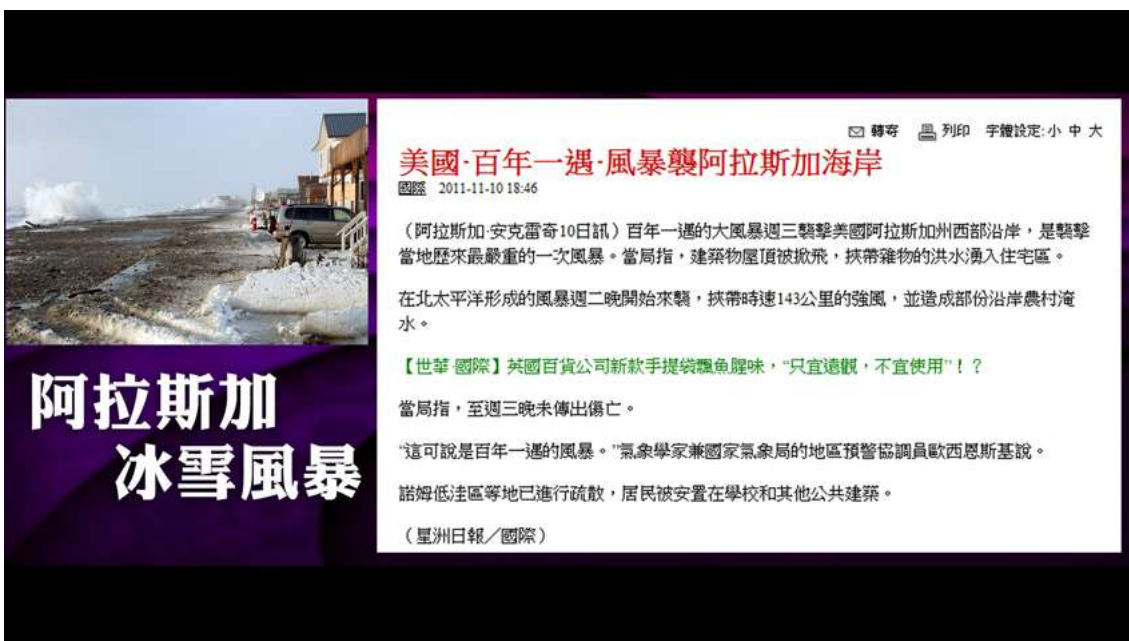 阿拉斯加
冰雪風暴
轉寄 列印 字體設定:小 中 大
美國·百年一遇·風暴襲阿拉斯加海岸
國際 2011-11-10 18:46
（阿拉斯加·安克雷奇10日訊）百年一遇的大風暴週三襲擊美國阿拉斯加州西部沿岸，是襲擊
當地歷來最嚴重的一次風暴。當局指，建築物屋頂被掀飛，挾帶雜物的洪水湧入住宅區。
在北太平洋形成的風暴週二晚開始來襲，挾帶時速143公里的強風，並造成部份沿岸農村淹
水。
【世華·國際】英國百貨公司新款手提袋飄魚腥味，“只宜遠觀，不宜使用”！？
當局指，至週三晚未傳出傷亡。
“這可說是百年一遇的風暴。”氣象學家兼國家氣象局的地區預警協調員歐西恩斯基說。
諾姆低洼區等地已進行疏散，居民被安置在學校和其他公共建築。
（星洲日報／國際）